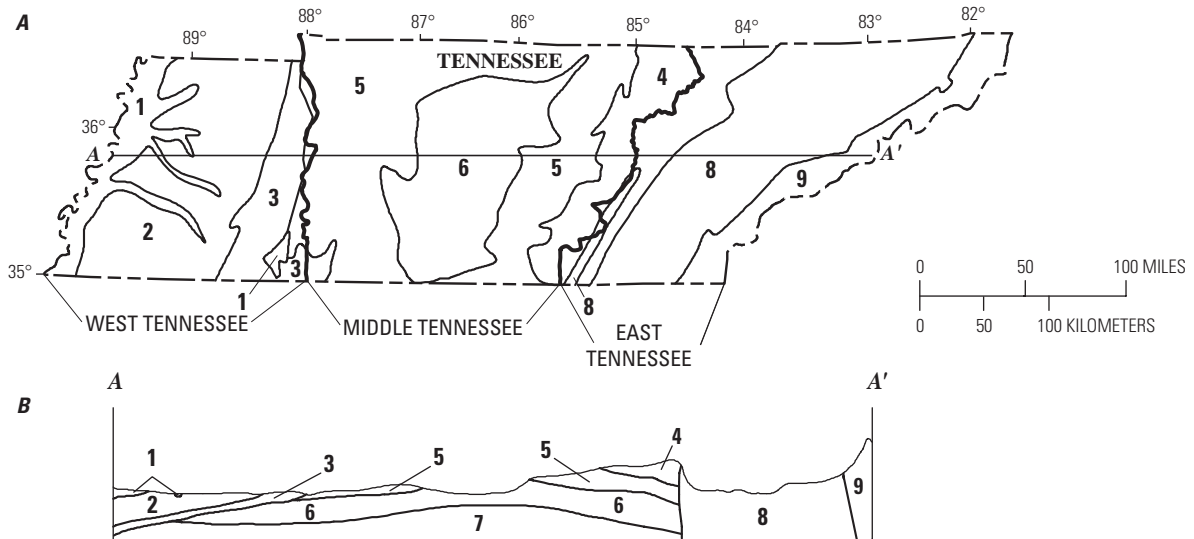 A
88°
82°
87°
86°
85°
84°
83°
89°
TENNESSEE
5
4
1
36°
A
A'
6
5
8
9
3
2
35°
3
1
8
WEST TENNESSEE
MIDDLE TENNESSEE
EAST
TENNESSEE
0 50 100 MILES
0 50 100 KILOMETERS
A
A'
B
4
5
1
3
5
2
6
7
6
8
9